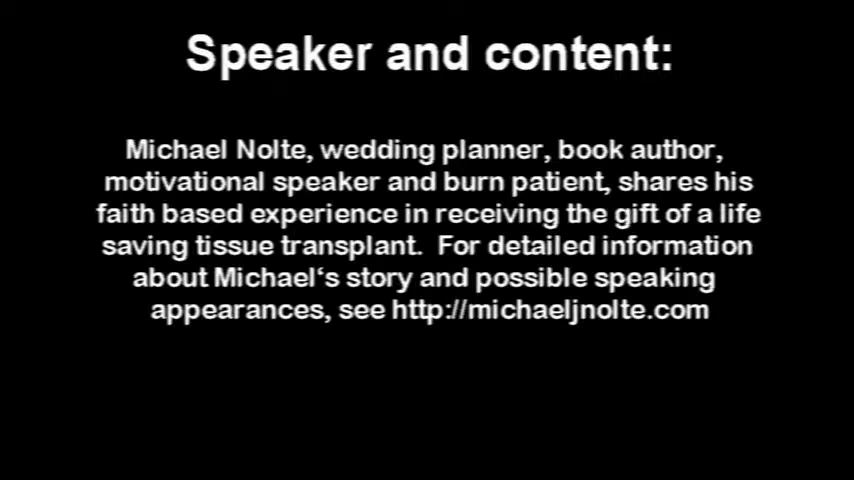 Speaker and content:
Michael Nolte, wedding planner, book author,
motivational speaker and burn patient, shares his
faith based experience in receiving the gift of a life
saving tissue transplant.  For detailed information
about Michael‘s story and possible speaking
appearances, see http://michaeljnolte.com